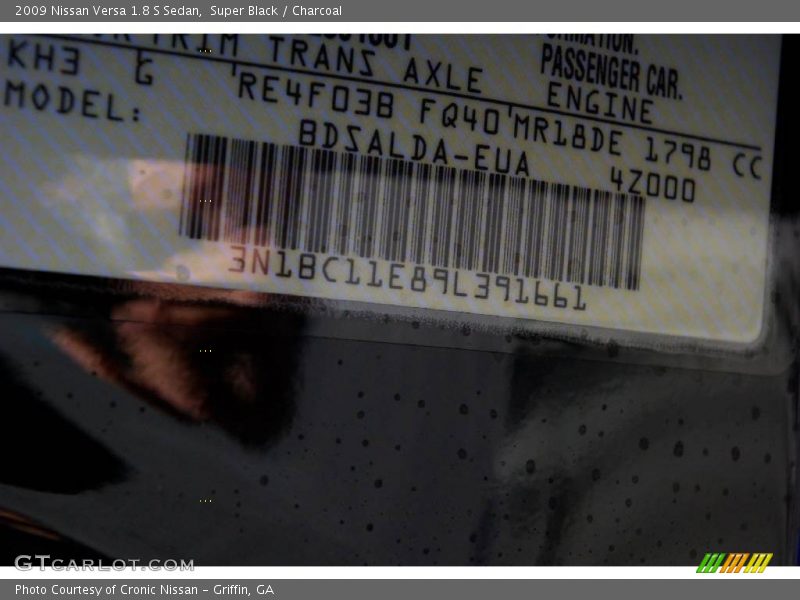 2009 Nissan Versa 1.8 S Sedan, Super Black / Charcoal
TRIM TRANS AXLE
PASSENGER CAR.
ENGINE
KH3 G RE4F03B FQ40 MR18DE 1798 CC
MODEL: BDSALDA-EUA 4Z000
3N1BC11E89L391661
GTCARLOT.COM
Photo Courtesy of Cronic Nissan - Griffin, GA